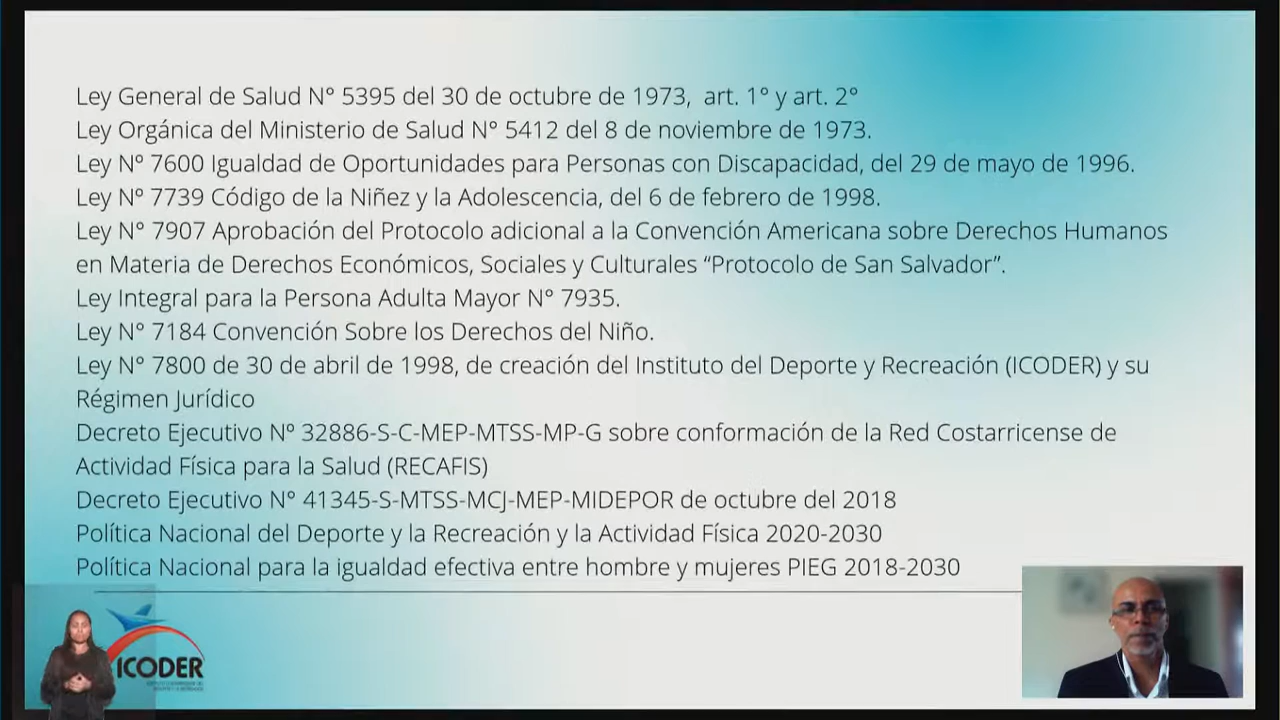 Ley General de Salud N° 5395 del 30 de octubre de 1973,  art. 1° y art. 2°
Ley Orgánica del Ministerio de Salud N° 5412 del 8 de noviembre de 1973.
Ley Nº 7600 Igualdad de Oportunidades para Personas con Discapacidad, del 29 de mayo de 1996.
Ley Nº 7739 Código de la Niñez y la Adolescencia, del 6 de febrero de 1998.
Ley N° 7907 Aprobación del Protocolo adicional a la Convención Americana sobre Derechos Humanos
en Materia de Derechos Económicos, Sociales y Culturales “Protocolo de San Salvador”.
Ley Integral para la Persona Adulta Mayor N° 7935.
Ley N° 7184 Convención Sobre los Derechos del Niño.
Ley N° 7800 de 30 de abril de 1998, de creación del Instituto del Deporte y Recreación (ICODER) y su
Régimen Jurídico
Decreto Ejecutivo Nº 32886-S-C-MEP-MTSS-MP-G sobre conformación de la Red Costarricense de
Actividad Física para la Salud (RECAFIS)
Decreto Ejecutivo N° 41345-S-MTSS-MCJ-MEP-MIDEPOR de octubre del 2018
Política Nacional del Deporte y la Recreación y la Actividad Física 2020-2030
Política Nacional para la igualdad efectiva entre hombre y mujeres PIEG 2018-2030
ICODER